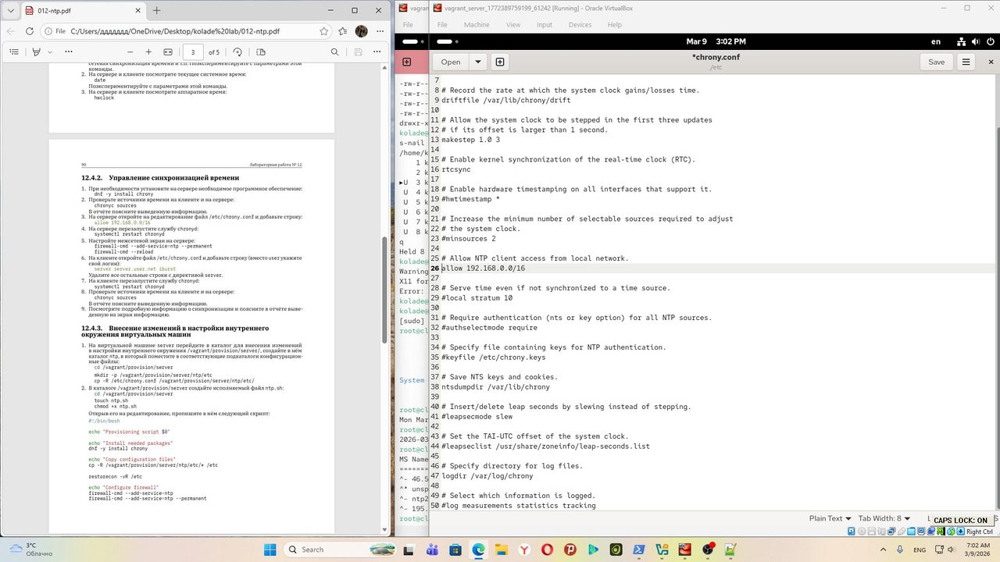 012-ntp.pdf
File
C:/Users/ддддддд/OneDrive/Desktop/kolade%20lab/012-ntp.pdf
3 of 5
сетевая синхронизация времени и т.п. Поэкспериментируйте с параметрами этой
команды.
2. На сервере и клиенте посмотрите текущее системное время:
date
Поэкспериментируйте с параметрами этой команды.
3. На сервере и клиенте посмотрите аппаратное время:
hwclock
90
Лабораторная работа № 12
12.4.2. Управление синхронизацией времени
1. При необходимости установите на сервере необходимое программное обеспечение:
dnf -y install chrony
2. Проверьте источники времени на клиенте и на сервере:
chronyc sources
В отчёте поясните выведенную информацию.
3. На сервере откройте на редактирование файл /etc/chrony.conf и добавьте строку:
allow 192.168.0.0/16
4. На сервере перезапустите службу chronyd:
systemctl restart chronyd
5. Настройте межсетевой экран на сервере:
firewall-cmd --add-service=ntp --permanent
firewall-cmd --reload
6. На клиенте откройте файл /etc/chrony.conf и добавьте строку (вместо user укажите
свой логин):
server server.user.net iburst
Удалите все остальные строки с директивой server.
7. На клиенте перезапустите службу chronyd:
systemctl restart chronyd
8. Проверьте источники времени на клиенте и на сервере:
chronyc sources
В отчёте поясните выведенную информацию.
9. Посмотрите подробную информацию о синхронизации и поясните в отчёте выве-
денную на экран информацию.
12.4.3. Внесение изменений в настройки внутреннего
окружения виртуальных машин
1. На виртуальной машине server перейдите в каталог для внесения изменений
в настройки внутреннего окружения /vagrant/provision/server/, создайте в нём
каталог ntp, в который поместите в соответствующие подкаталоги конфигурацион-
ные файлы:
cd /vagrant/provision/server
mkdir -p /vagrant/provision/server/ntp/etc
cp -R /etc/chrony.conf /vagrant/provision/server/ntp/etc/
2. В каталоге /vagrant/provision/server создайте исполняемый файл ntp.sh:
cd /vagrant/provision/server
touch ntp.sh
chmod +x ntp.sh
Открыв его на редактирование, пропишите в нём следующий скрипт:
#!/bin/bash
echo "Provisioning script $0"
echo "Install needed packages"
dnf -y install chrony
echo "Copy configuration files"
cp -R /vagrant/provision/server/ntp/etc/* /etc
restorecon -vR /etc
echo "Configure firewall"
firewall-cmd --add-service=ntp
firewall-cmd --add-service=ntp --permanent
vagrant
File
-rw-r--
-rw-r--
-rw-r--
-rw-r--
drwxr-x
kolade@
s-nail
/home/k
1 k
2 k
▸U 3 k
U 4 k
U 5 k
U 6 k
U 7 k
U 8 k
q
Held 8
kolade@
Warning
X11 for
Error:
kolade@
kolade@
[sudo]
root@cl
System
root@cl
Mon Mar
root@cl
2026-03
root@cl
MS Name
=======
^- 46.5
^* unsp
^- ntp2
^- 195.
root@cl
vagrant_server_1772389759199_61242 [Running] - Oracle VirtualBox
File Machine View Input Devices Help
Mar 9 3:02 PM
en
Open
*chrony.conf
/etc
Save
7
8 # Record the rate at which the system clock gains/losses time.
9 driftfile /var/lib/chrony/drift
10
11 # Allow the system clock to be stepped in the first three updates
12 # if its offset is larger than 1 second.
13 makestep 1.0 3
14
15 # Enable kernel synchronization of the real-time clock (RTC).
16 rtcsync
17
18 # Enable hardware timestamping on all interfaces that support it.
19 #hwtimestamp *
20
21 # Increase the minimum number of selectable sources required to adjust
22 # the system clock.
23 #minsources 2
24
25 # Allow NTP client access from local network.
26 allow 192.168.0.0/16
27
28 # Serve time even if not synchronized to a time source.
29 #local stratum 10
30
31 # Require authentication (nts or key option) for all NTP sources.
32 #authselectmode require
33
34 # Specify file containing keys for NTP authentication.
35 #keyfile /etc/chrony.keys
36
37 # Save NTS keys and cookies.
38 ntsdumpdir /var/lib/chrony
39
40 # Insert/delete leap seconds by slewing instead of stepping.
41 #leapsecmode slew
42
43 # Set the TAI-UTC offset of the system clock.
44 #leapseclist /usr/share/zoneinfo/leap-seconds.list
45
46 # Specify directory for log files.
47 logdir /var/log/chrony
48
49 # Select which information is logged.
50 #log measurements statistics tracking
Plain Text Tab Width: 8
CAPS LOCK: ON
Right Ctrl
3°C
Облачно
Search
ENG
7:02 AM
3/9/2026